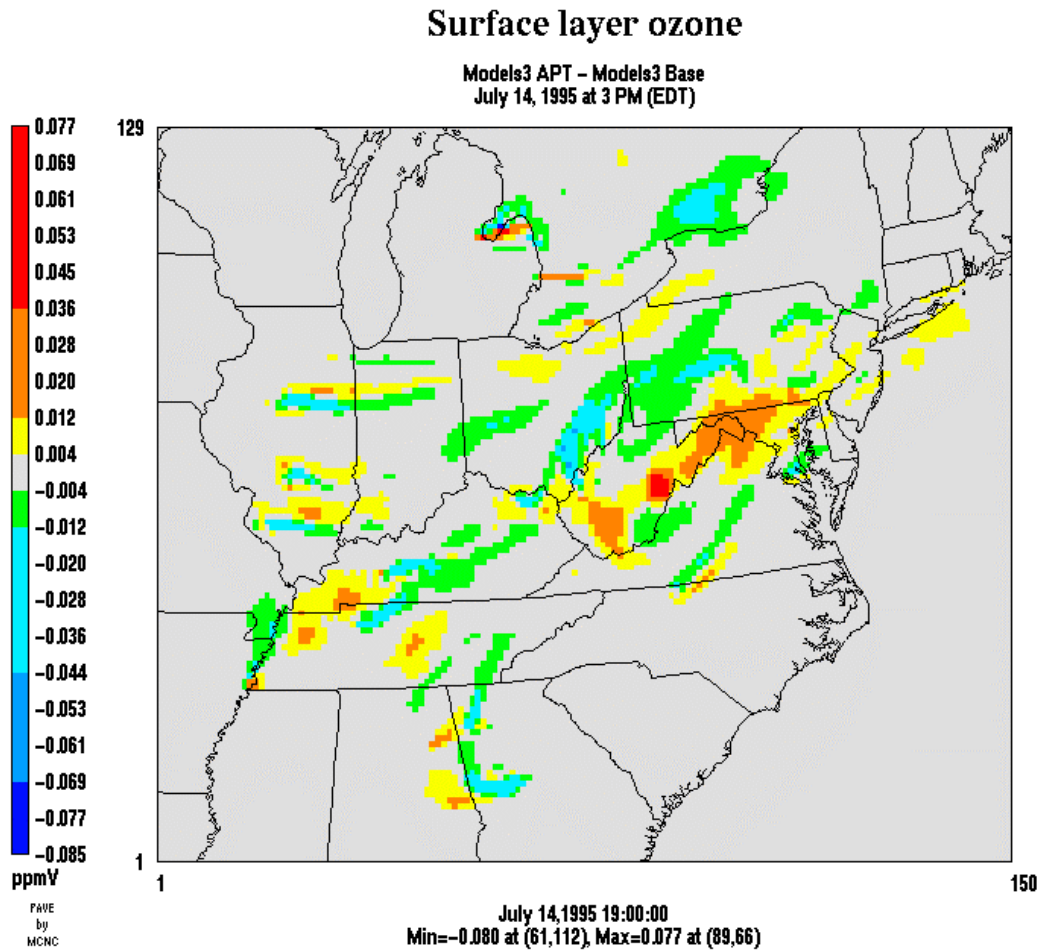 Surface layer ozone
Models3 APT − Models3 Base
July 14, 1995 at 3 PM (EDT)
0.077
0.069
0.061
0.053
0.045
0.036
0.028
0.020
0.012
0.004
−0.004
−0.012
−0.020
−0.028
−0.036
−0.044
−0.053
−0.061
−0.069
−0.077
−0.085
ppmV
PAVE
by
MCNC
129
1
1
150
July 14,1995 19:00:00
Min=−0.080 at (61,112), Max=0.077 at (89,66)